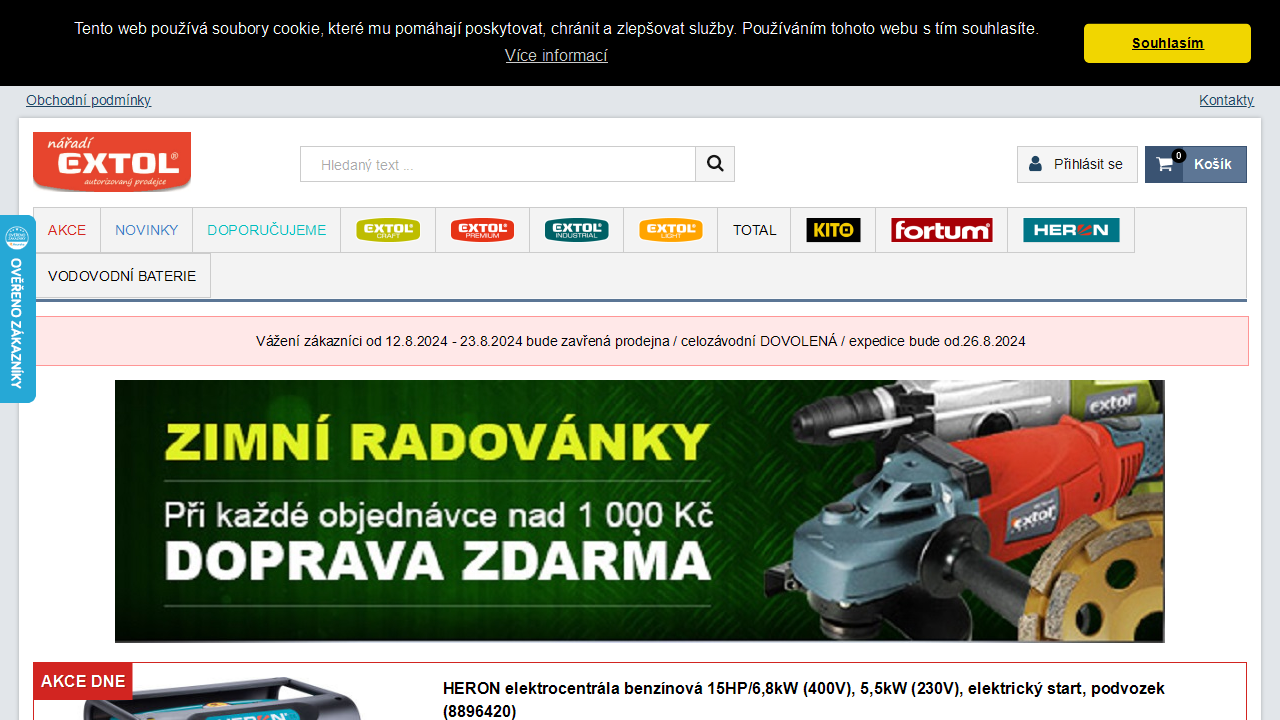 Tento web používá soubory cookie, které mu pomáhají poskytovat, chránit a zlepšovat služby. Používáním tohoto webu s tím souhlasíte.
Více informací
Souhlasím
Obchodní podmínky
Kontakty
nářadí
EXTOL®
autorizovaný prodejce
Hledaný text ...
Přihlásit se
0
Košík
AKCE
NOVINKY
DOPORUČUJEME
EXTOL® CRAFT
EXTOL® PREMIUM
EXTOL® INDUSTRIAL
EXTOL® LIGHT
TOTAL
KITO
fortum®
HERON
VODOVODNÍ BATERIE
OVĚŘENO ZÁKAZNÍKY
Vážení zákazníci od 12.8.2024 - 23.8.2024 bude zavřená prodejna / celozávodní DOVOLENÁ / expedice bude od.26.8.2024
ZIMNÍ RADOVÁNKY
Při každé objednávce nad 1 000 Kč
DOPRAVA ZDARMA
extol
extol
AKCE DNE
HERON
HERON elektrocentrála benzínová 15HP/6,8kW (400V), 5,5kW (230V), elektrický start, podvozek
(8896420)